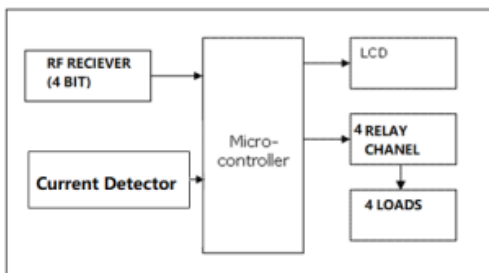 RF RECIEVER
(4 BIT)
Current Detector
Micro-
controller
LCD
4 RELAY
CHANEL
4 LOADS